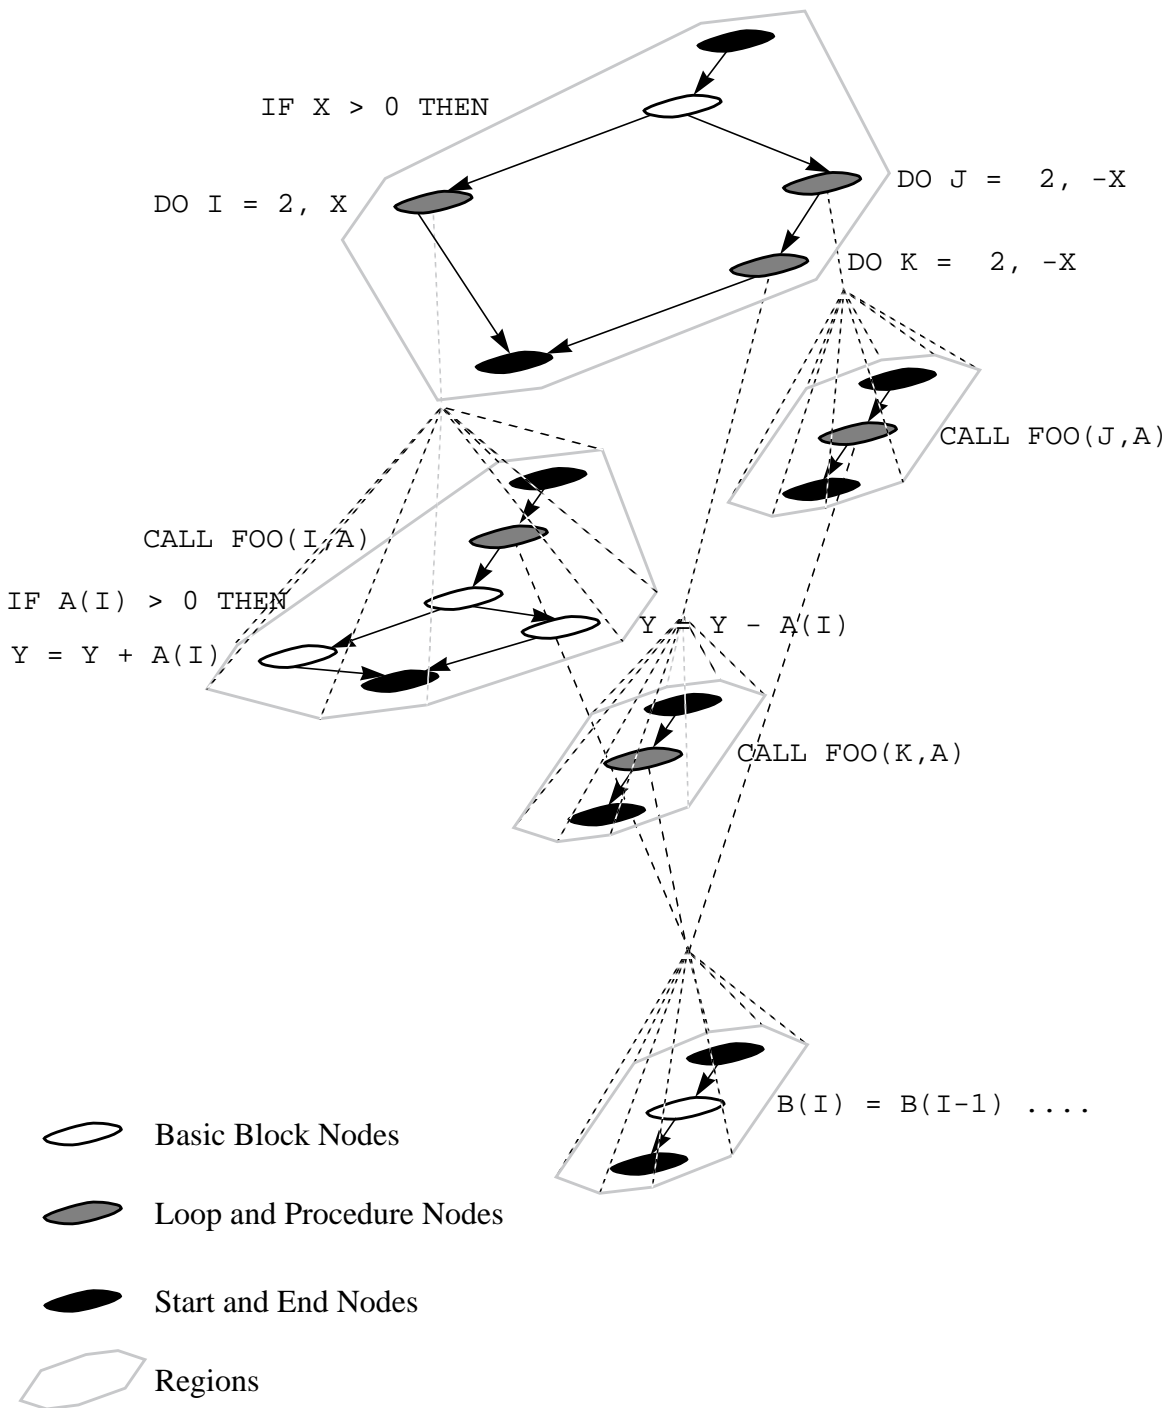 IF X > 0 THEN
DO I = 2, X
DO J = 2, -X
DO K = 2, -X
CALL FOO(J,A)
CALL FOO(I,A)
IF A(I) > 0 THEN
Y = Y + A(I)
Y = Y - A(I)
CALL FOO(K,A)
B(I) = B(I-1) ....
Basic Block Nodes
Loop and Procedure Nodes
Start and End Nodes
Regions